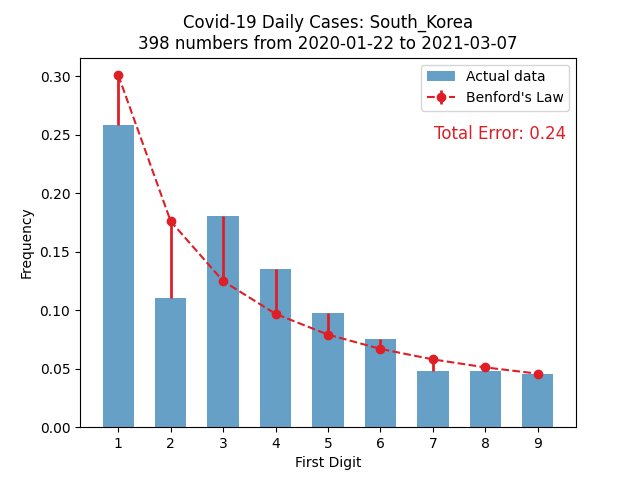 Covid-19 Daily Cases: South_Korea
398 numbers from 2020-01-22 to 2021-03-07
Actual data
Benford's Law
Total Error: 0.24
Frequency
0.30
0.25
0.20
0.15
0.10
0.05
0.00
1 2 3 4 5 6 7 8 9
First Digit